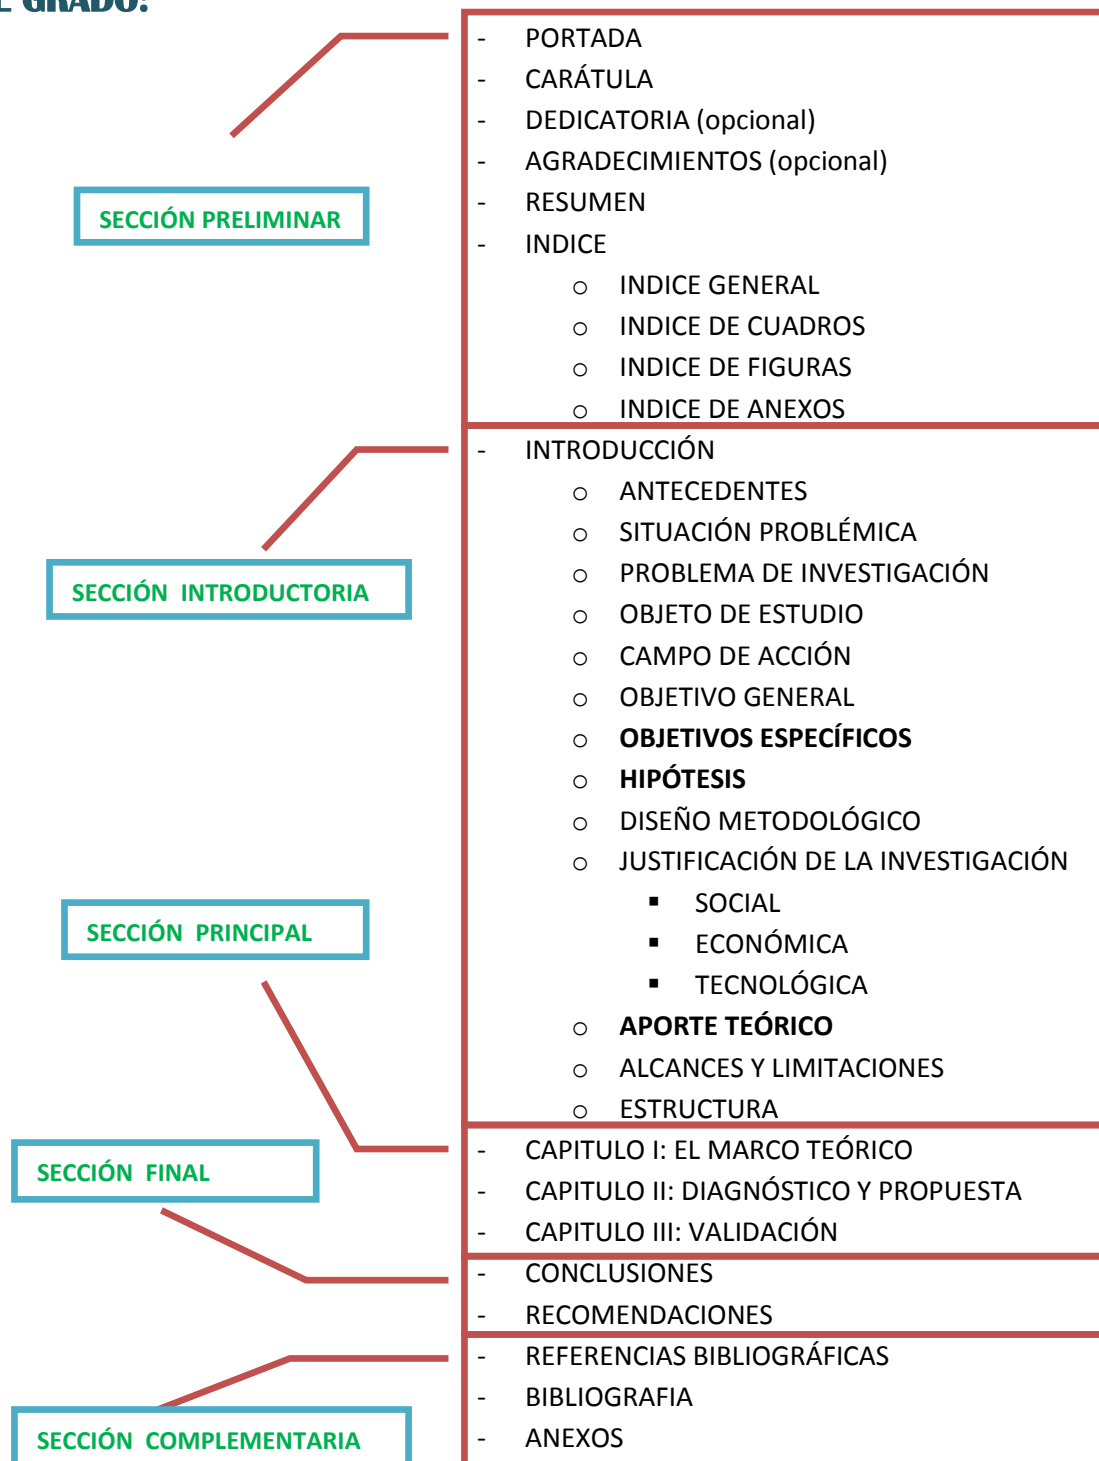 GRADO:
- PORTADA
- CARÁTULA
- DEDICATORIA (opcional)
- AGRADECIMIENTOS (opcional)
- RESUMEN
- INDICE
o INDICE GENERAL
o INDICE DE CUADROS
o INDICE DE FIGURAS
o INDICE DE ANEXOS
SECCIÓN PRELIMINAR
- INTRODUCCIÓN
o ANTECEDENTES
o SITUACIÓN PROBLÉMICA
o PROBLEMA DE INVESTIGACIÓN
o OBJETO DE ESTUDIO
o CAMPO DE ACCIÓN
o OBJETIVO GENERAL
o OBJETIVOS ESPECÍFICOS
o HIPÓTESIS
o DISEÑO METODOLÓGICO
o JUSTIFICACIÓN DE LA INVESTIGACIÓN
▪ SOCIAL
▪ ECONÓMICA
▪ TECNOLÓGICA
o APORTE TEÓRICO
o ALCANCES Y LIMITACIONES
o ESTRUCTURA
SECCIÓN INTRODUCTORIA
- CAPITULO I: EL MARCO TEÓRICO
- CAPITULO II: DIAGNÓSTICO Y PROPUESTA
- CAPITULO III: VALIDACIÓN
SECCIÓN PRINCIPAL
- CONCLUSIONES
- RECOMENDACIONES
SECCIÓN FINAL
- REFERENCIAS BIBLIOGRÁFICAS
- BIBLIOGRAFIA
- ANEXOS
SECCIÓN COMPLEMENTARIA